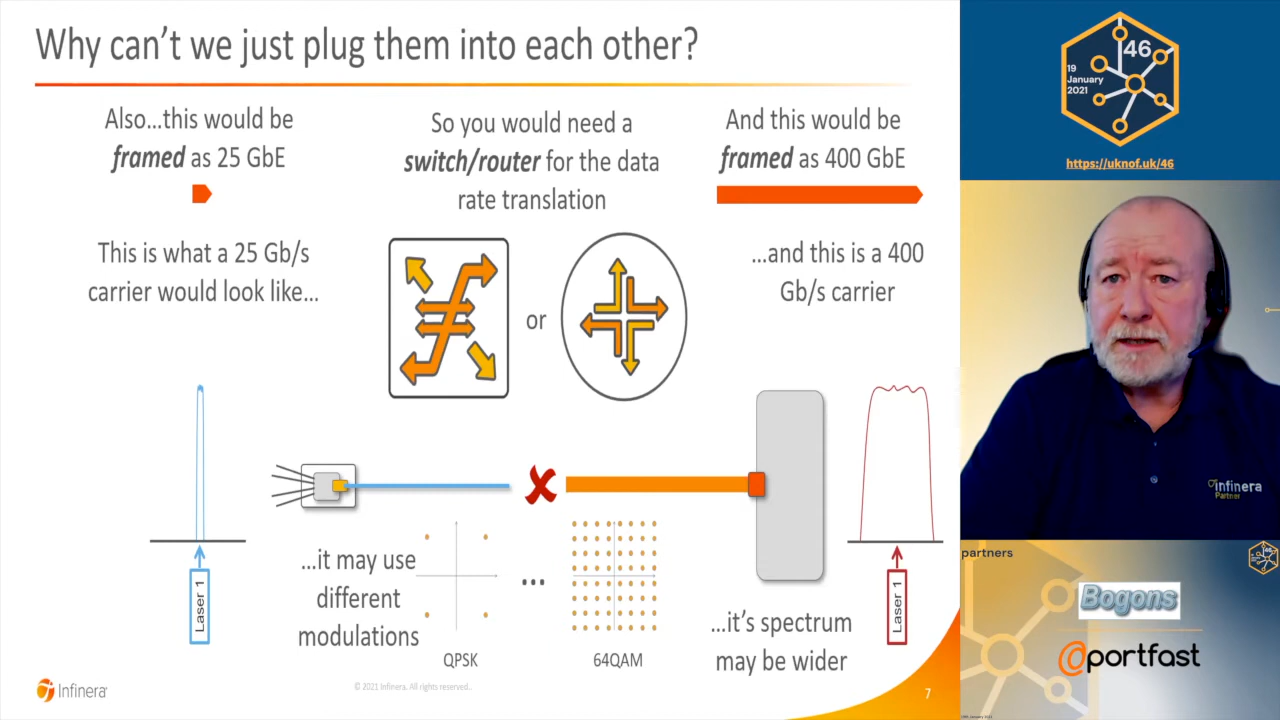 Why can't we just plug them into each other?
Also...this would be
framed as 25 GbE
So you would need a
switch/router for the data
rate translation
And this would be
framed as 400 GbE
This is what a 25 Gb/s
carrier would look like...
or
...and this is a 400
Gb/s carrier
Laser 1
...it may use
different
modulations
QPSK
...
64QAM
...it's spectrum
may be wider
Laser 1
Infinera
© 2021 Infinera. All rights reserved..
7
46
19
January
2021
https://uknof.uk/46
infinera
Partner
partners
46
Bogons
portfast